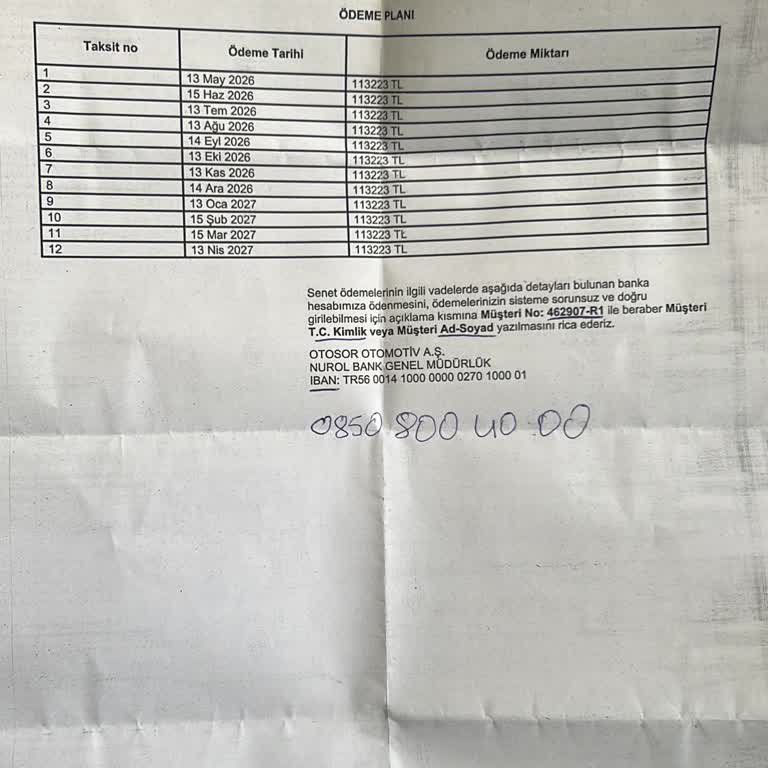 ÖDEME PLANI
Taksit no Ödeme Tarihi Ödeme Miktarı
1 13 May 2026 113223 TL
2 15 Haz 2026 113223 TL
3 13 Tem 2026 113223 TL
4 13 Ağu 2026 113223 TL
5 14 Eyl 2026 113223 TL
6 13 Eki 2026 113223 TL
7 13 Kas 2026 113223 TL
8 14 Ara 2026 113223 TL
9 13 Oca 2027 113223 TL
10 15 Şub 2027 113223 TL
11 15 Mar 2027 113223 TL
12 13 Nis 2027 113223 TL
Senet ödemelerinin ilgili vadelerde aşağıda detayları bulunan banka
hesabımıza ödenmesini, ödemelerinizin sisteme sorunsuz ve doğru
girilebilmesi için açıklama kısmına Müşteri No: 462907-R1 ile beraber Müşteri
T.C. Kimlik veya Müşteri Ad-Soyad yazılmasını rica ederiz.
OTOSOR OTOMOTİV A.Ş.
NUROL BANK GENEL MÜDÜRLÜK
IBAN: TR56 0014 1000 0000 0270 1000 01
0850 800 40 00